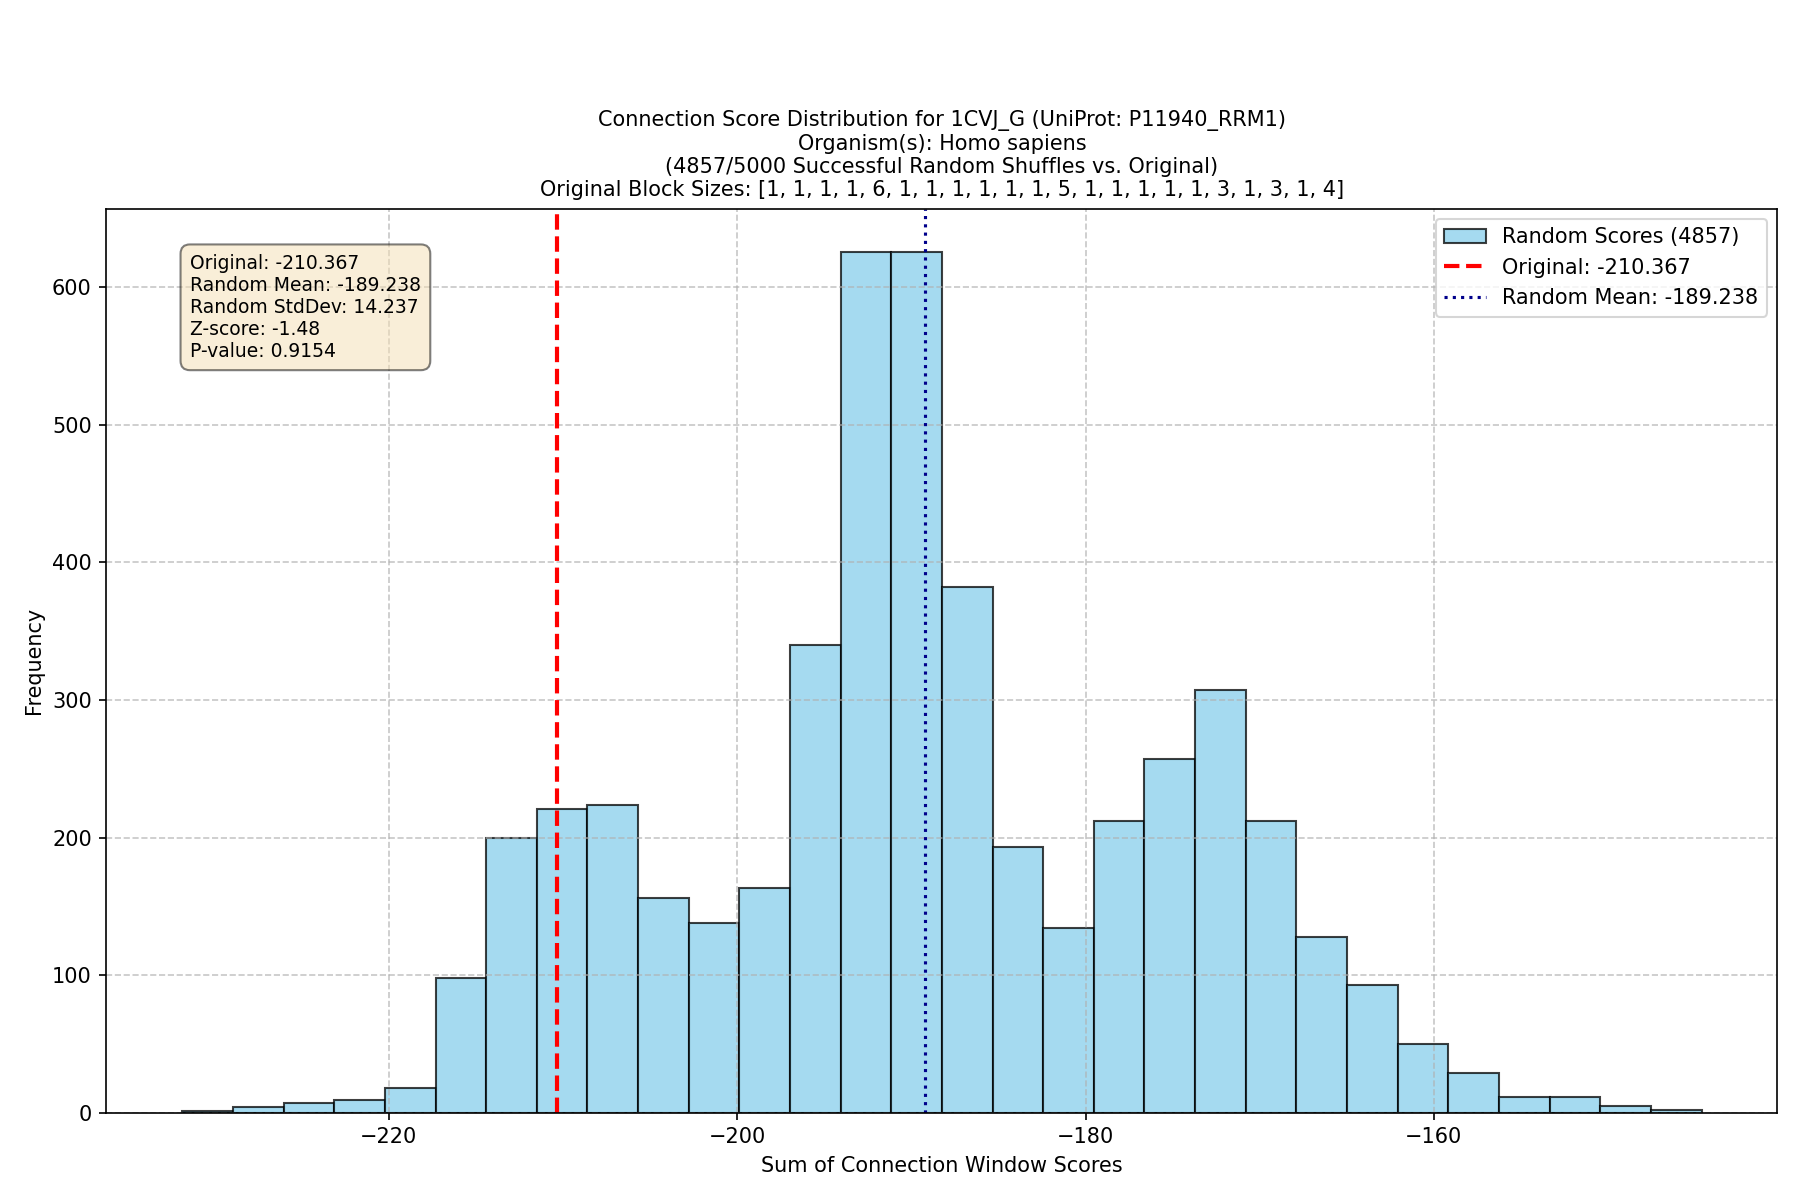 Connection Score Distribution for 1CVJ_G (UniProt: P11940_RRM1)
Organism(s): Homo sapiens
(4857/5000 Successful Random Shuffles vs. Original)
Original Block Sizes: [1, 1, 1, 1, 6, 1, 1, 1, 1, 1, 1, 5, 1, 1, 1, 1, 1, 3, 1, 3, 1, 4]
Original: -210.367
Random Mean: -189.238
Random StdDev: 14.237
Z-score: -1.48
P-value: 0.9154
Random Scores (4857)
Original: -210.367
Random Mean: -189.238
Frequency
600
500
400
300
200
100
0
−220
−200
−180
−160
Sum of Connection Window Scores